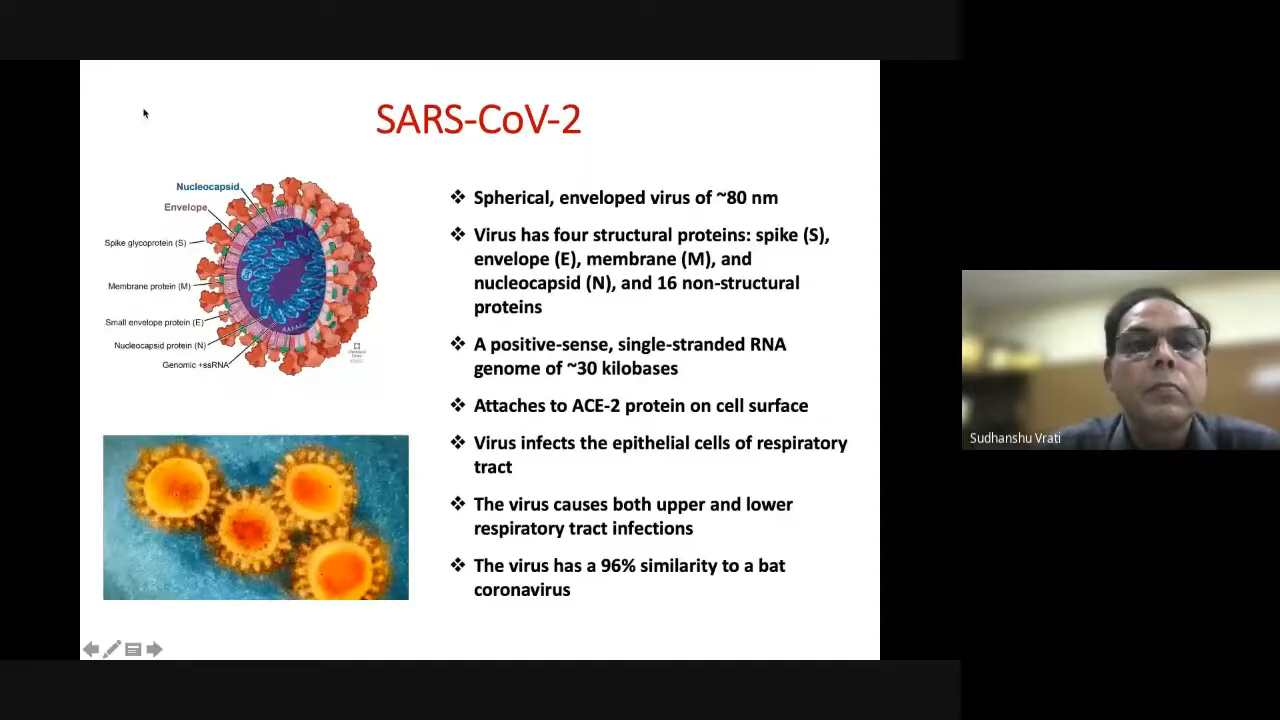 SARS-CoV-2
Nucleocapsid
Envelope
Spike glycoprotein (S)
Membrane protein (M)
Small envelope protein (E)
Nucleocapsid protein (N)
Genomic +ssRNA
❖ Spherical, enveloped virus of ~80 nm
❖ Virus has four structural proteins: spike (S),
envelope (E), membrane (M), and
nucleocapsid (N), and 16 non-structural
proteins
❖ A positive-sense, single-stranded RNA
genome of ~30 kilobases
❖ Attaches to ACE-2 protein on cell surface
❖ Virus infects the epithelial cells of respiratory
tract
❖ The virus causes both upper and lower
respiratory tract infections
❖ The virus has a 96% similarity to a bat
coronavirus
Sudhanshu Vrati